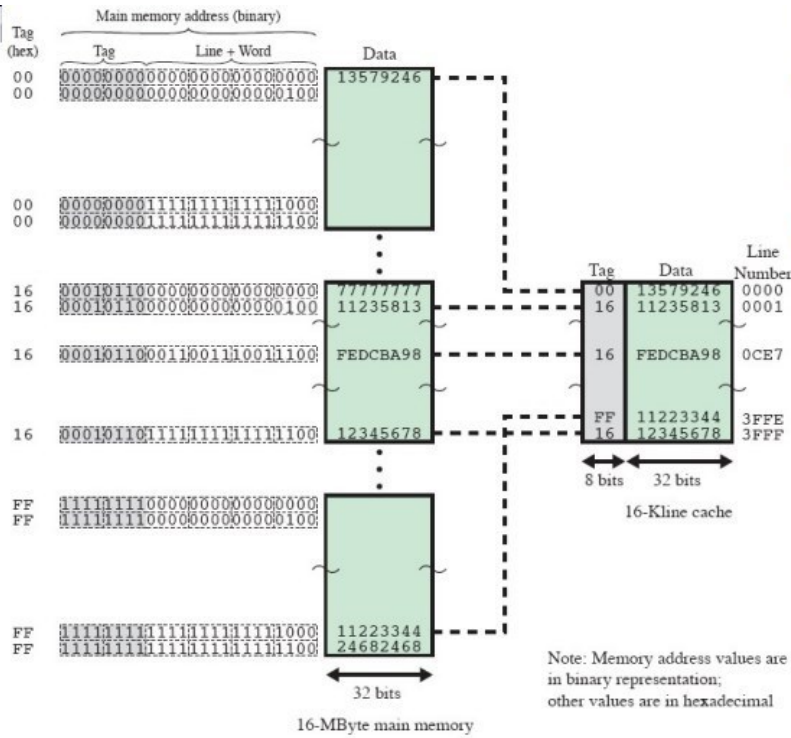 Main memory address (binary)
Tag
(hex)
Tag
Line + Word
Data
00 000000000000000000000000 13579246
00 000000000000000000000100
00 000000001111111111111000
00 000000001111111111111100
16 000101100000000000000000 77777777
16 000101100000000000000100 11235813
16 000101100011001110011100 FEDCBA98
16 000101101111111111111100 12345678
FF 111111110000000000000000
FF 111111110000000000000100
FF 111111111111111111111000 11223344
FF 111111111111111111111100 24682468
32 bits
16-MByte main memory
Tag Data Line
Number
00 13579246 0000
16 11235813 0001
16 FEDCBA98 0CE7
FF 11223344 3FFE
16 12345678 3FFF
8 bits 32 bits
16-Kline cache
Note: Memory address values are
in binary representation;
other values are in hexadecimal